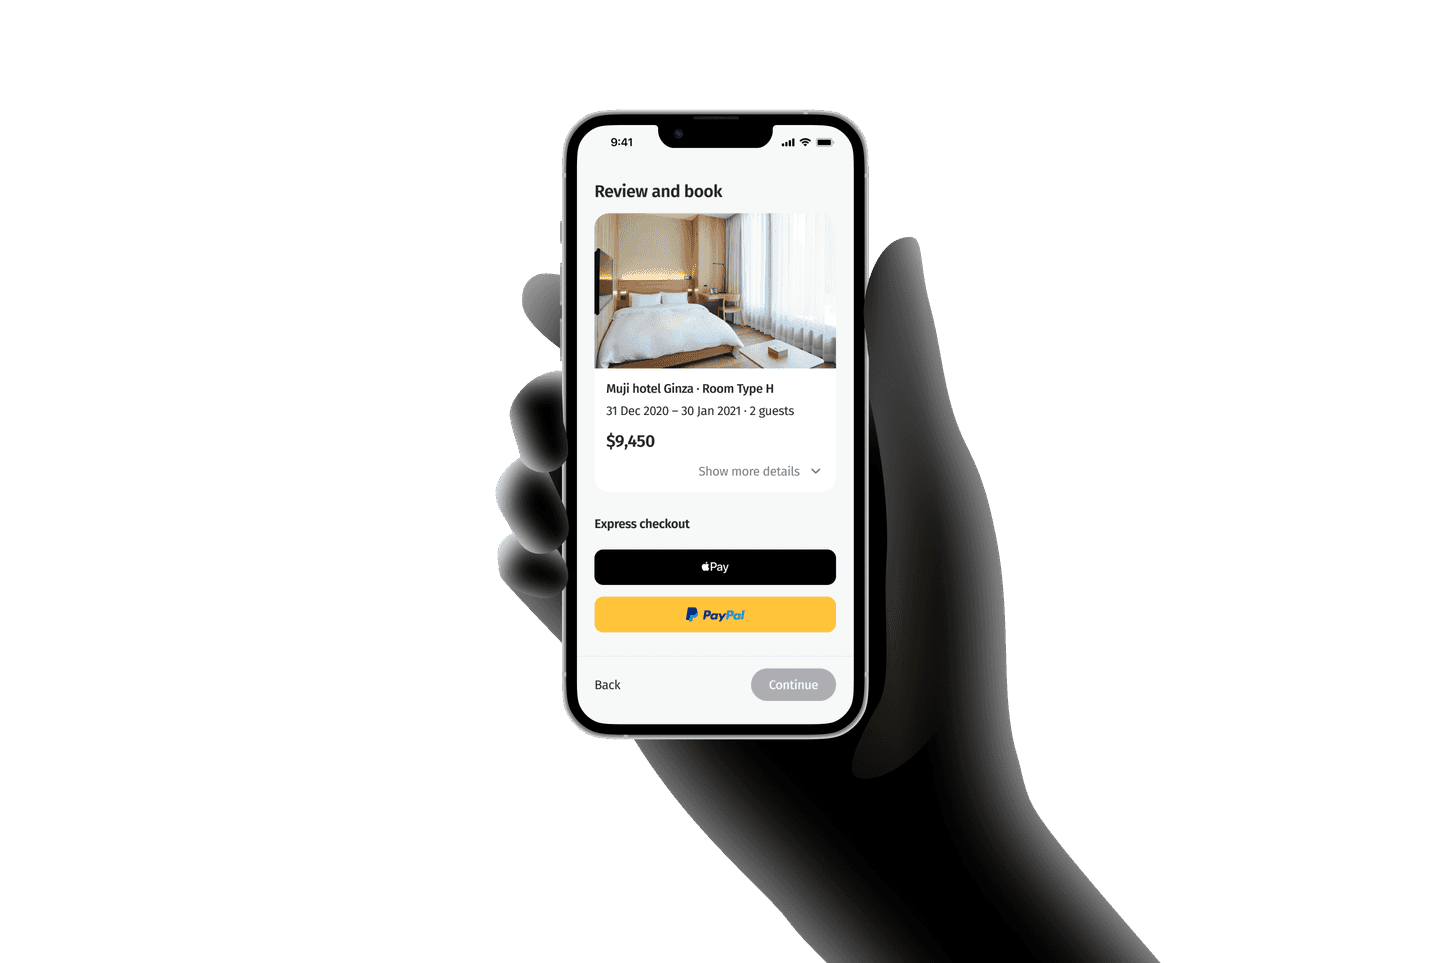 9:41
Review and book
Muji hotel Ginza · Room Type H
31 Dec 2020 – 30 Jan 2021 · 2 guests
$9,450
Show more details
Express checkout
Pay
PayPal
Back
Continue